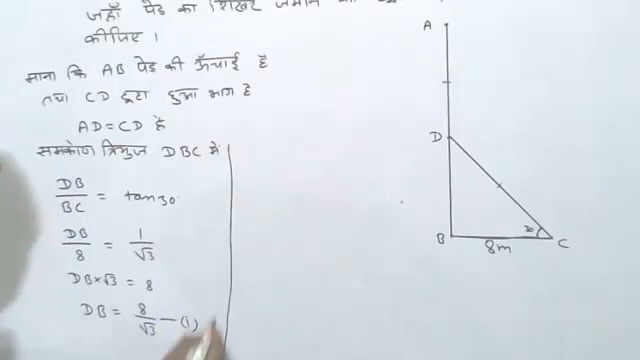 जहाँ पेड़ का शिखर जमीन
कीजिए ।
माना कि AB पेड़ की ऊँचाई है
तथा CD टूटा हुआ भाग है
AD = CD है
समकोण त्रिभुज DBC में
DB/BC = tan30
DB/8 = 1/√3
DB×√3 = 8
DB = 8/√3 — (1)
A
D
30
B
C
8m